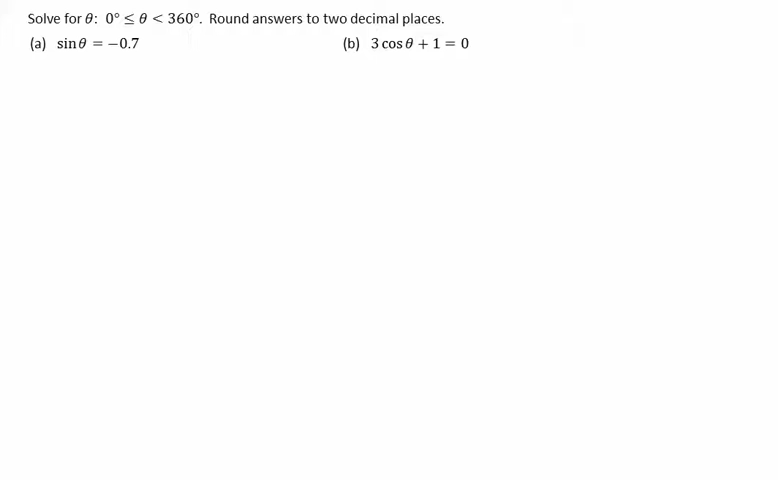 Solve for θ: 0° ≤ θ < 360°. Round answers to two decimal places.
(a) sin θ = −0.7 (b) 3 cos θ + 1 = 0